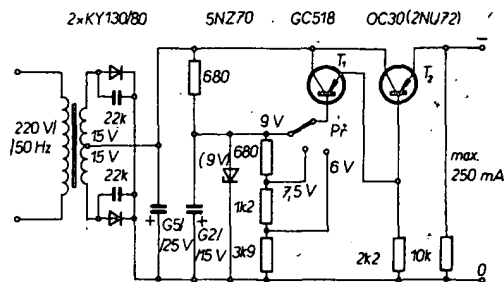 2×KY130/80 5NZ70 GC518 OC30(2NU72)
680
T₁
T₂
–
22k
220 V/
/50 Hz
15 V
15 V
22k
9 V
Př
(9V)
680
6 V
7,5 V
1k2
max.
250 mA
G5/
/25 V
G2/
/15 V
3k9
2k2
10k
0